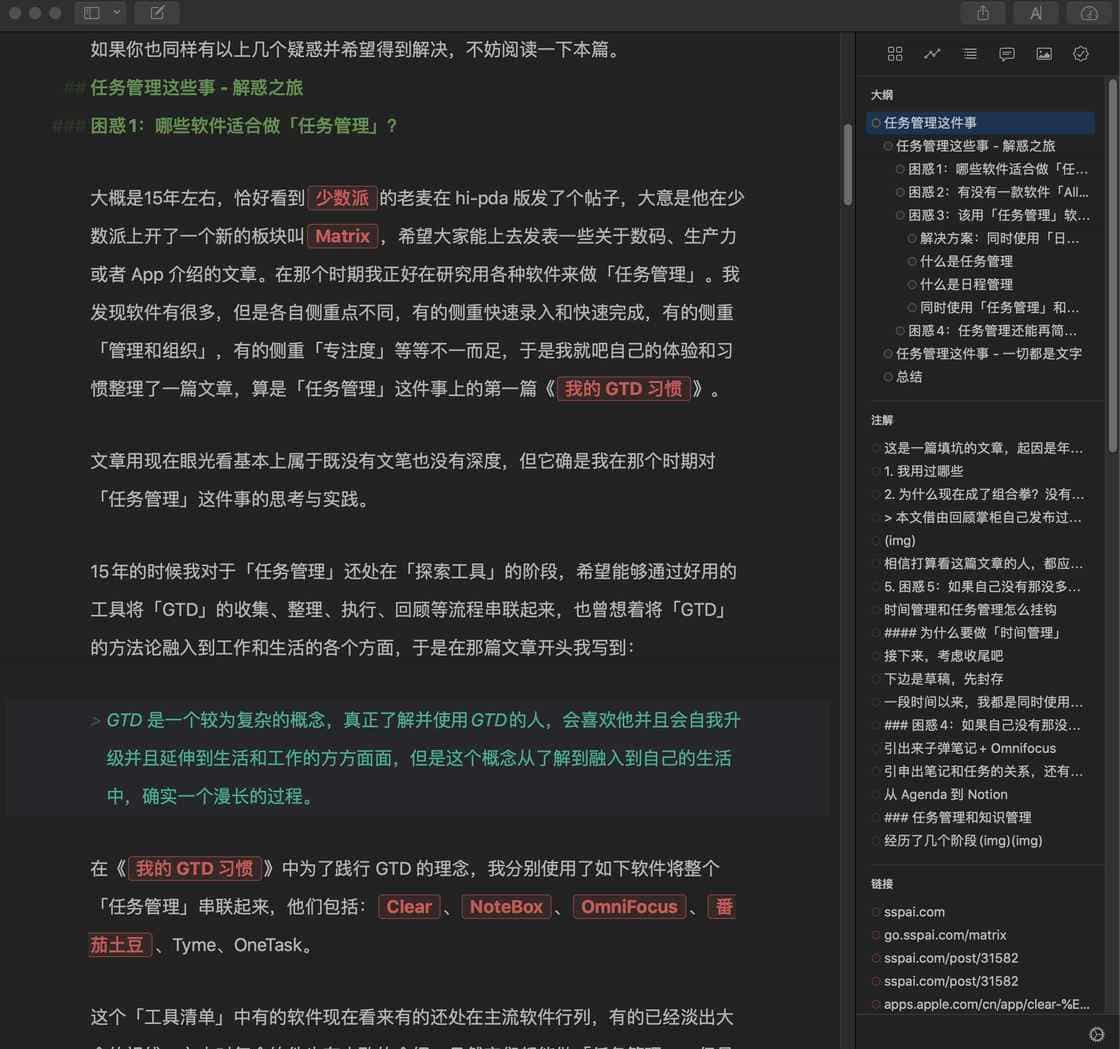 如果你也同样有以上几个疑惑并希望得到解决，不妨阅读一下本篇。
## 任务管理这些事 - 解惑之旅
### 困惑1：哪些软件适合做「任务管理」？
大概是15年左右，恰好看到 少数派 的老麦在 hi-pda 版发了个帖子，大意是他在少
数派上开了一个新的板块叫 Matrix ，希望大家能上去发表一些关于数码、生产力
或者 App 介绍的文章。在那个时期我正好在研究用各种软件来做「任务管理」。我
发现软件有很多，但是各自侧重点不同，有的侧重快速录入和快速完成，有的侧重
「管理和组织」，有的侧重「专注度」等等不一而足，于是我就吧自己的体验和习
惯整理了一篇文章，算是「任务管理」这件事上的第一篇《 我的 GTD 习惯 》。
文章用现在眼光看基本上属于既没有文笔也没有深度，但它确是我在那个时期对
「任务管理」这件事的思考与实践。
15年的时候我对于「任务管理」还处在「探索工具」的阶段，希望能够通过好用的
工具将「GTD」的收集、整理、执行、回顾等流程串联起来，也曾想着将「GTD」
的方法论融入到工作和生活的各个方面，于是在那篇文章开头我写到：
> GTD 是一个较为复杂的概念，真正了解并使用GTD的人，会喜欢他并且会自我升
级并且延伸到生活和工作的方方面面，但是这个概念从了解到融入到自己的生活
中，确实一个漫长的过程。
在《 我的 GTD 习惯 》中为了践行 GTD 的理念，我分别使用了如下软件将整个
「任务管理」串联起来，他们包括： Clear 、 NoteBox 、 OmniFocus 、 番
茄土豆 、Tyme、OneTask。
这个「工具清单」中有的软件现在看来有的还处在主流软件行列，有的已经淡出大
大纲
任务管理这件事
任务管理这些事 - 解惑之旅
困惑1：哪些软件适合做「任...
困惑2：有没有一款软件「All...
困惑3：该用「任务管理」软...
解决方案：同时使用「日...
什么是任务管理
什么是日程管理
同时使用「任务管理」和...
困惑4：任务管理还能再简...
任务管理这件事 - 一切都是文字
总结
注解
这是一篇填坑的文章，起因是年...
1. 我用过哪些
2. 为什么现在成了组合拳？没有...
> 本文借由回顾掌柜自己发布过...
(img)
相信打算看这篇文章的人，都应...
5. 困惑5：如果自己没有那没多...
时间管理和任务管理怎么挂钩
#### 为什么要做「时间管理」
接下来，考虑收尾吧
下边是草稿，先封存
一段时间以来，我都是同时使用...
### 困惑4：如果自己没有那没...
引出来子弹笔记 + Omnifocus
引申出笔记和任务的关系，还有...
从 Agenda 到 Notion
### 任务管理和知识管理
经历了几个阶段 (img)(img)
链接
sspai.com
go.sspai.com/matrix
sspai.com/post/31582
sspai.com/post/31582
apps.apple.com/cn/app/clear-%E...